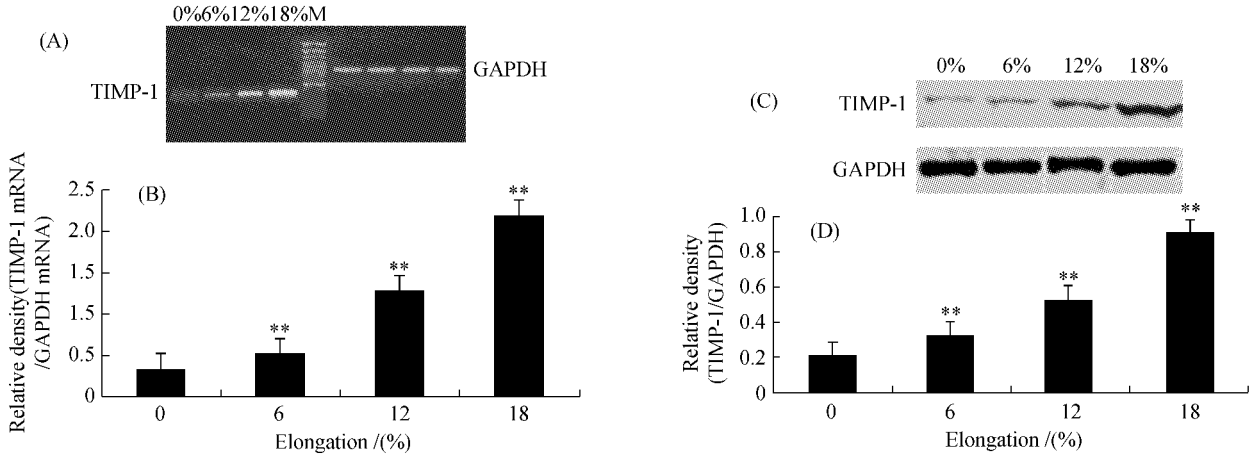 0%6%12%18%M
(A)
TIMP-1
GAPDH
(B)
Relative density(TIMP-1 mRNA
/GAPDH mRNA)
2.5
2.0
1.5
0.5
0
**
**
**
0
6
12
18
Elongation /(%)
0%
6%
12%
18%
(C)
TIMP-1
GAPDH
(D)
Relative density
(TIMP-1/GAPDH)
1.0
0.8
0.6
0.4
0.2
0
**
**
**
0
6
12
18
Elongation /(%)